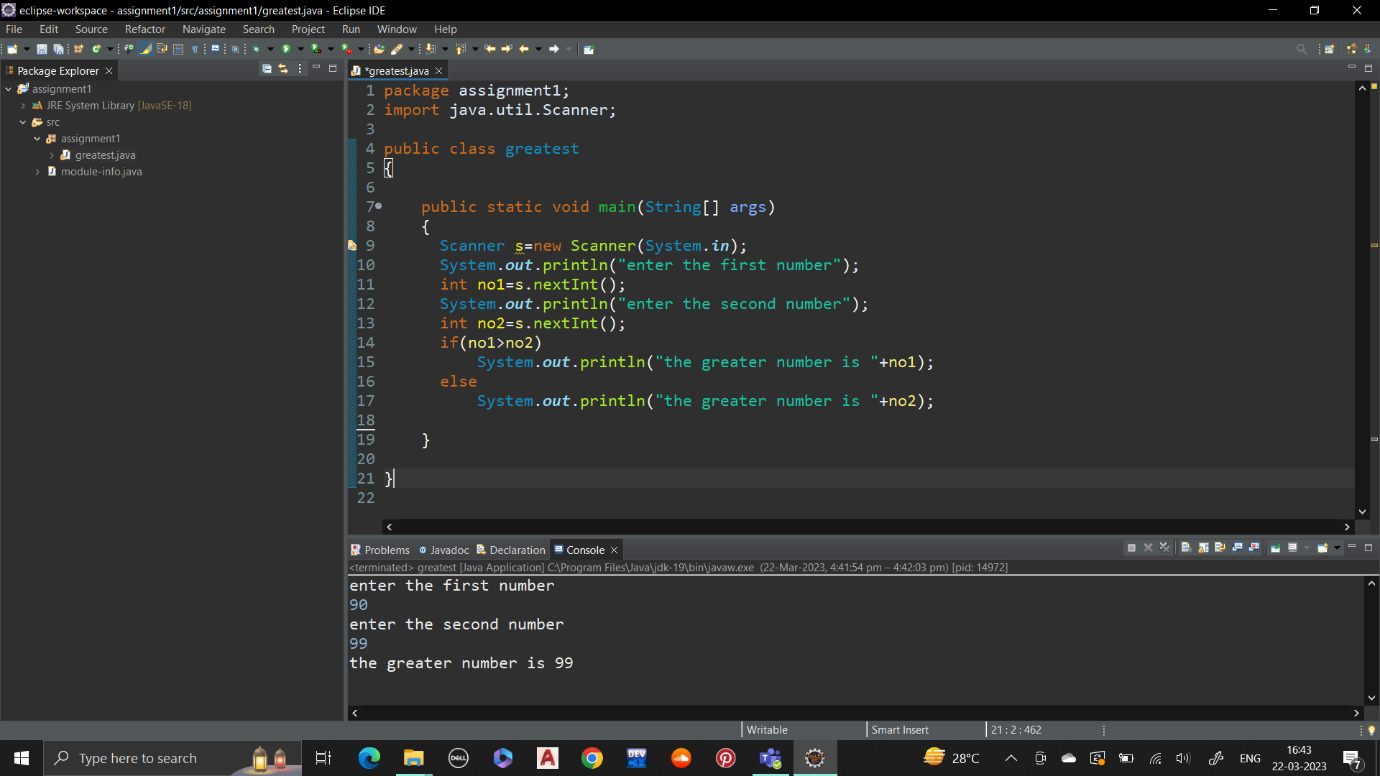 eclipse-workspace - assignment1/src/assignment1/greatest.java - Eclipse IDE
File Edit Source Refactor Navigate Search Project Run Window Help
Package Explorer
assignment1
JRE System Library [JavaSE-18]
src
assignment1
greatest.java
module-info.java
*greatest.java
1 package assignment1;
2 import java.util.Scanner;
3
4 public class greatest
5 {
6
7 public static void main(String[] args)
8 {
9 Scanner s=new Scanner(System.in);
10 System.out.println("enter the first number");
11 int no1=s.nextInt();
12 System.out.println("enter the second number");
13 int no2=s.nextInt();
14 if(no1>no2)
15 System.out.println("the greater number is "+no1);
16 else
17 System.out.println("the greater number is "+no2);
18
19 }
20
21 }
22
Problems Javadoc Declaration Console
<terminated> greatest [Java Application] C:\Program Files\Java\jdk-19\bin\javaw.exe (22-Mar-2023, 4:41:54 pm – 4:42:03 pm) [pid: 14972]
enter the first number
90
enter the second number
99
the greater number is 99
Writable Smart Insert 21 : 2 : 462
Type here to search
DELL
A
DEV
28°C
ENG
16:43
22-03-2023
7